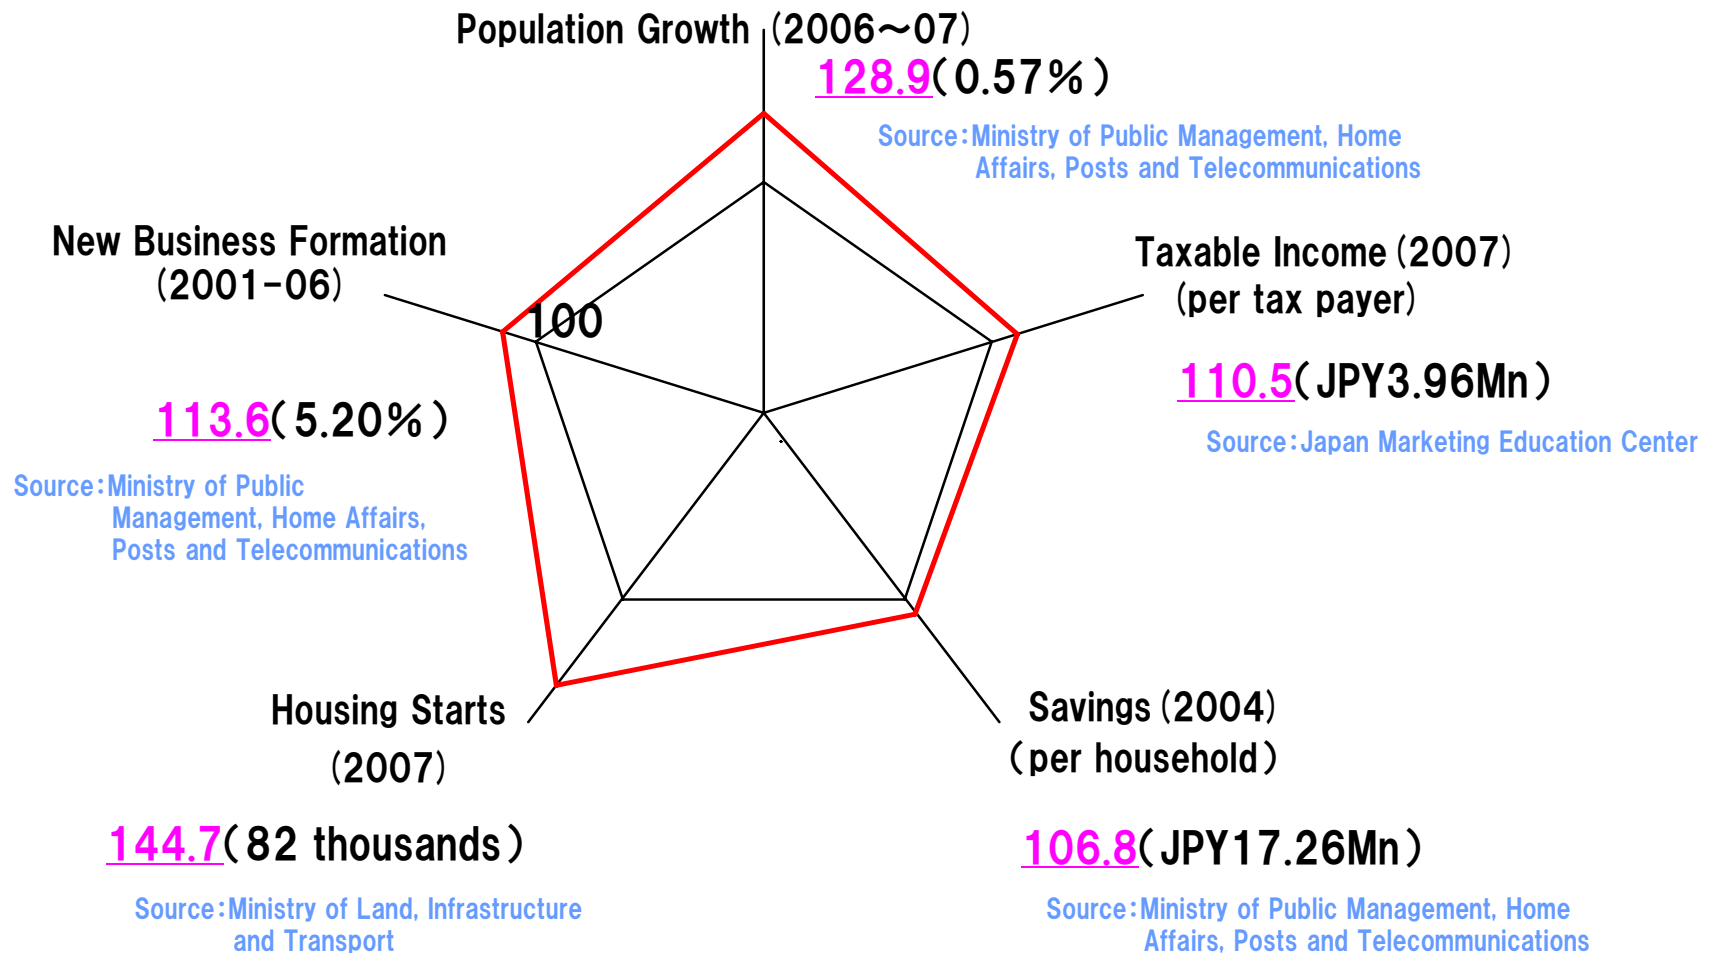 Population Growth (2006～07)
128.9(0.57%)
Source:Ministry of Public Management, Home
Affairs, Posts and Telecommunications
New Business Formation
(2001-06)
113.6(5.20%)
Source:Ministry of Public
Management, Home Affairs,
Posts and Telecommunications
100
Taxable Income (2007)
(per tax payer)
110.5(JPY3.96Mn)
Source:Japan Marketing Education Center
Housing Starts
(2007)
144.7(82 thousands)
Source:Ministry of Land, Infrastructure
and Transport
Savings (2004)
(per household)
106.8(JPY17.26Mn)
Source:Ministry of Public Management, Home
Affairs, Posts and Telecommunications